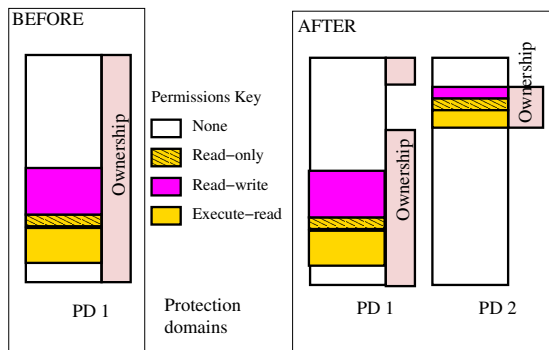 BEFORE
Ownership
PD 1
Permissions Key
None
Read-only
Read-write
Execute-read
Protection
domains
AFTER
Ownership
Ownership
PD 1
PD 2